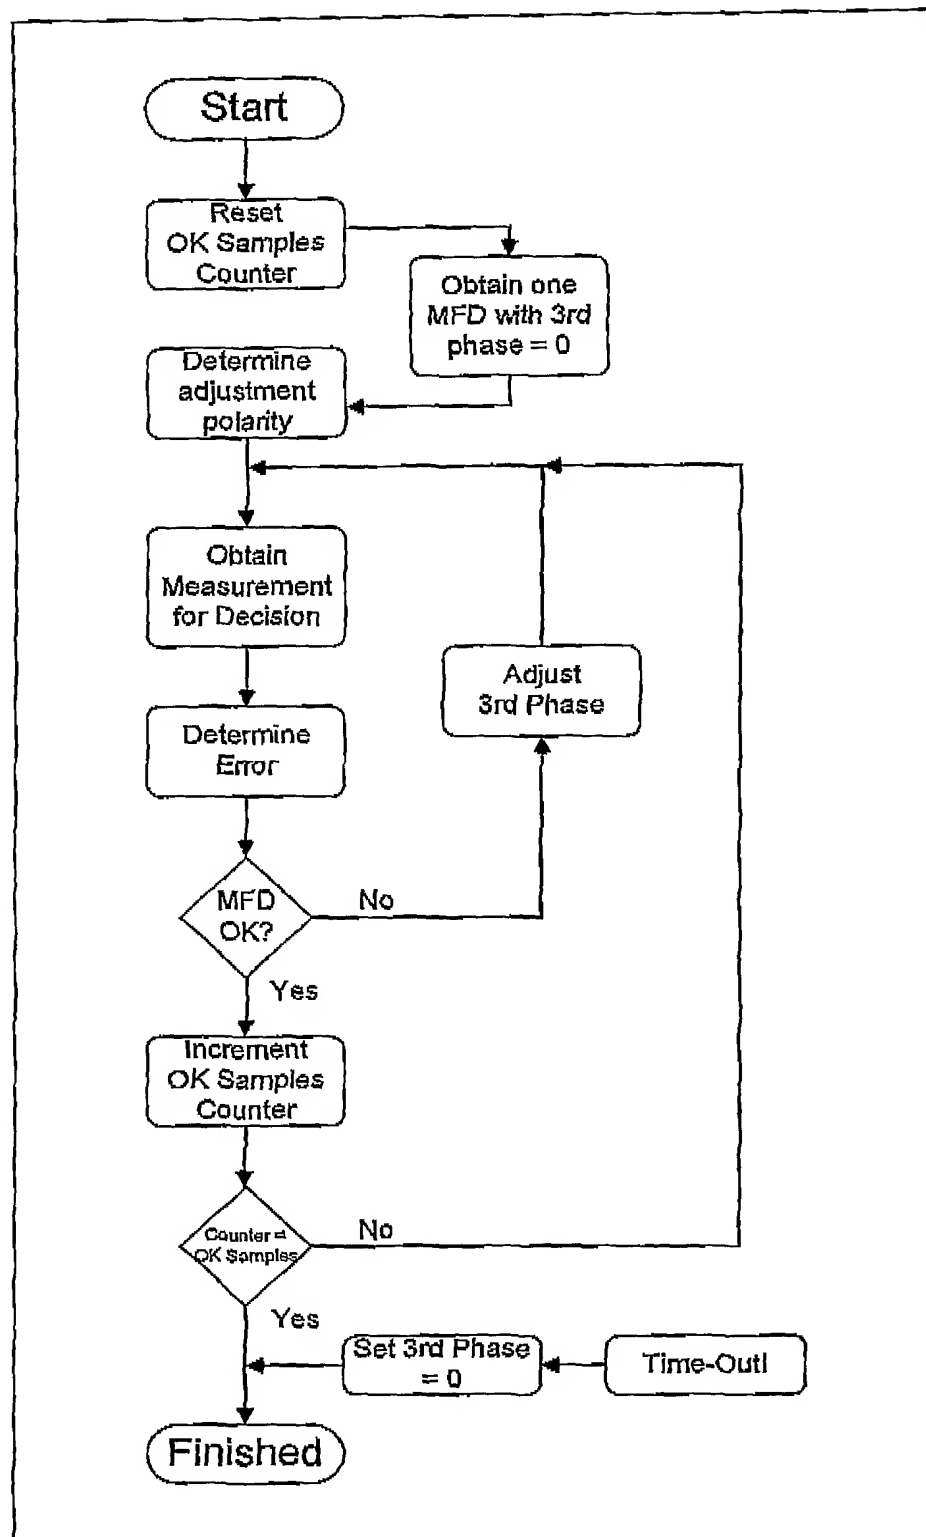 Start
Reset
OK Samples
Counter
Obtain one
MFD with 3rd
phase = 0
Determine
adjustment
polarity
Obtain
Measurement
for Decision
Adjust
3rd Phase
Determine
Error
MFD
OK?
No
Yes
Increment
OK Samples
Counter
Counter =
OK Samples
No
Yes
Set 3rd Phase
= 0
Time-Out!
Finished